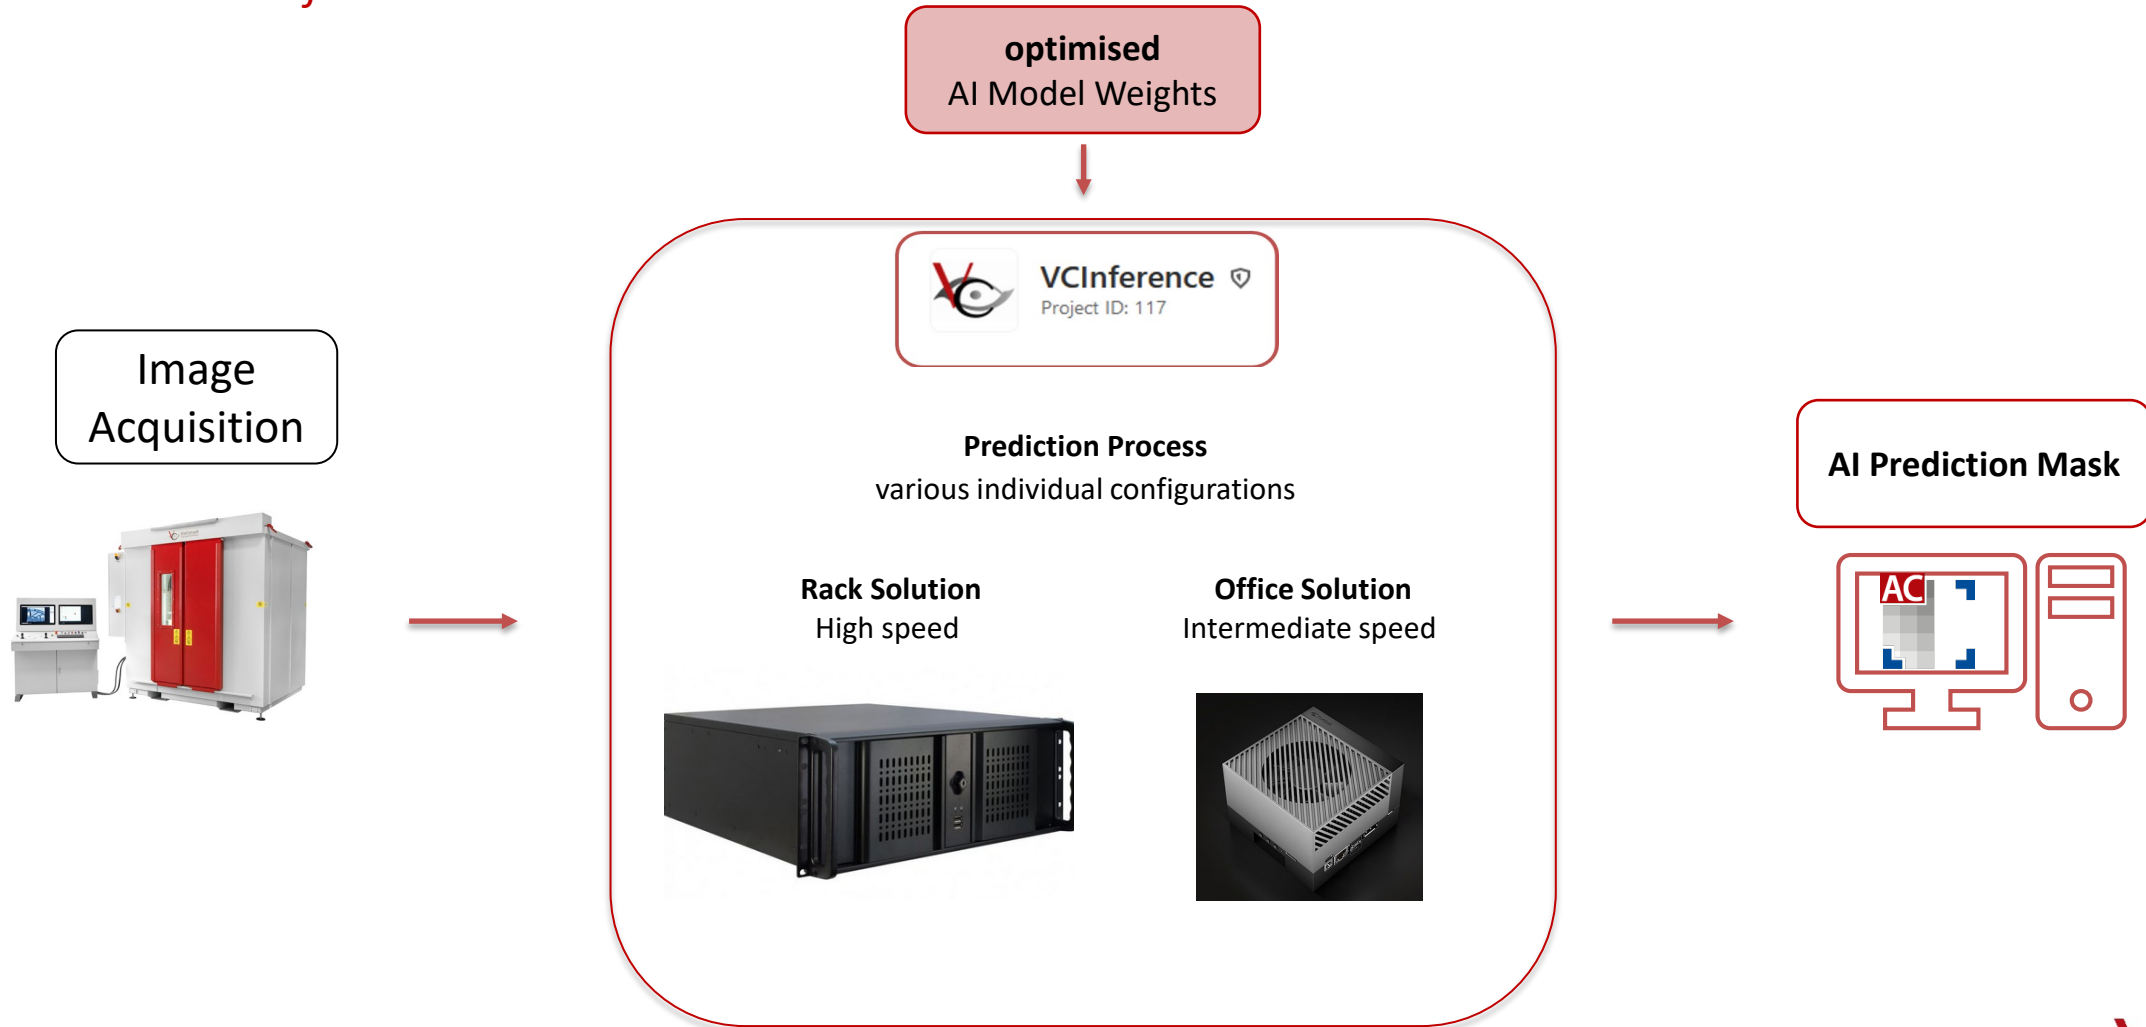 optimised
AI Model Weights
VCInference
Project ID: 117
Image
Acquisition
Prediction Process
various individual configurations
AI Prediction Mask
Rack Solution
High speed
Office Solution
Intermediate speed
AC